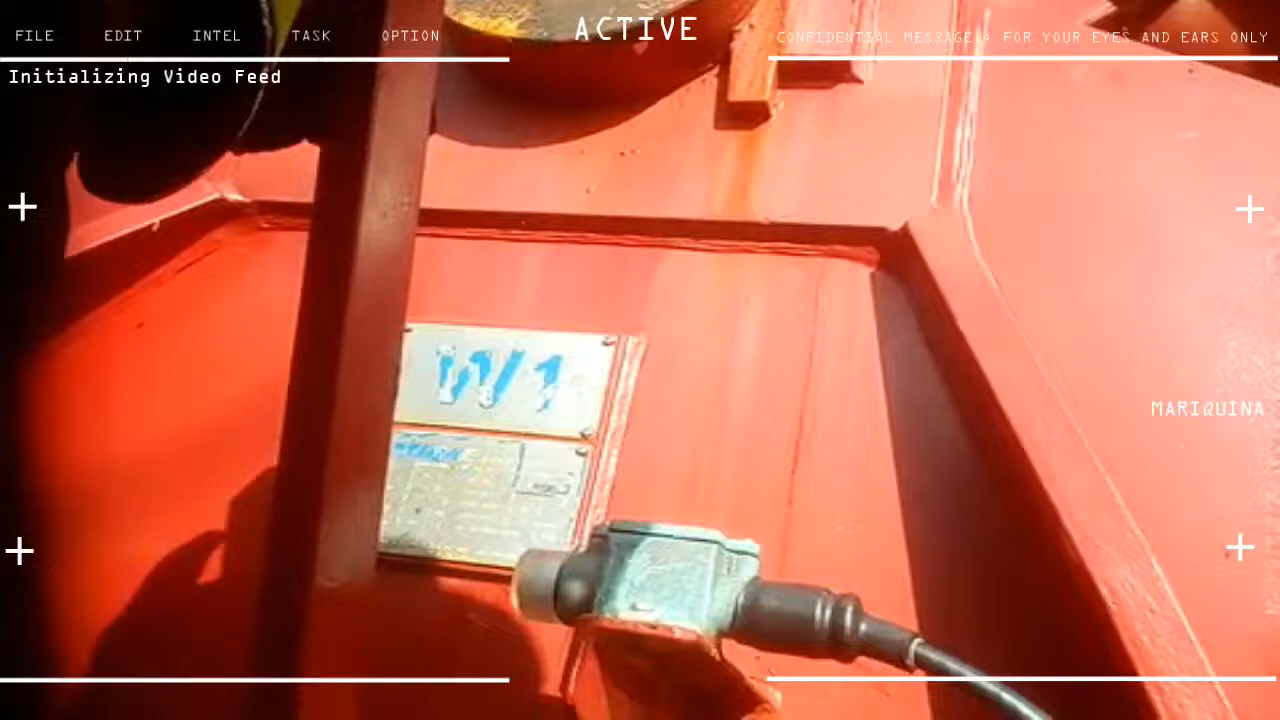 FILE EDIT INTEL TASK OPTION
ACTIVE
CONFIDENTIAL MESSAGE : FOR YOUR EYES AND EARS ONLY
Initializing Video Feed
W1
MARIQUINA